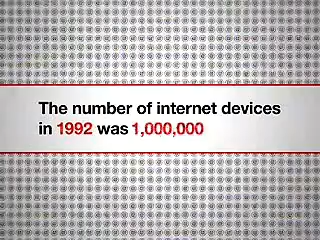 The number of internet devices
in 1992 was 1,000,000